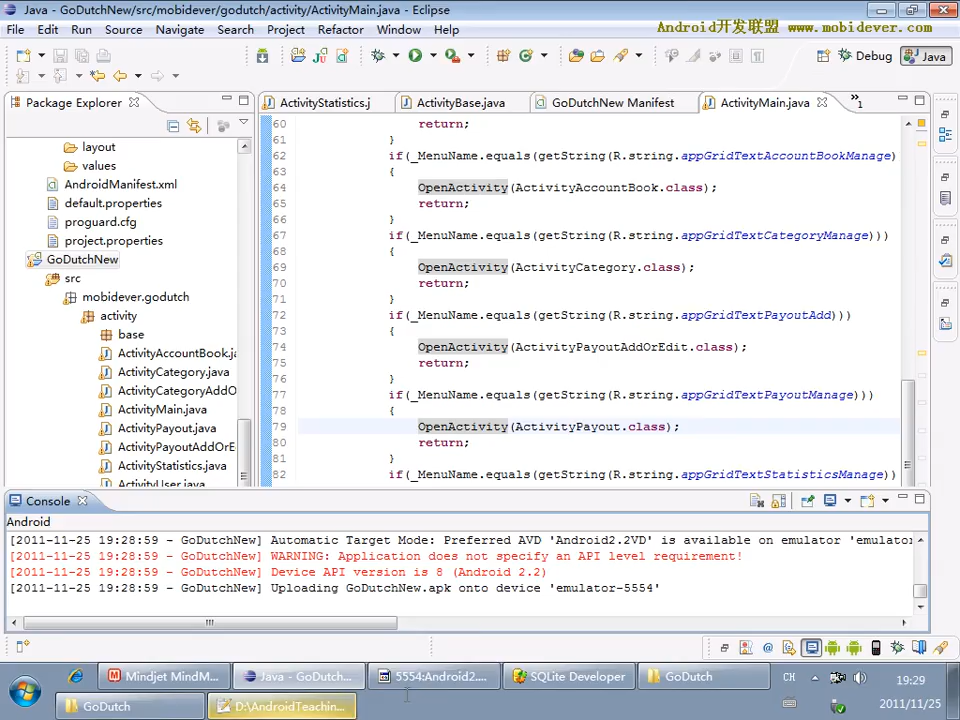 Java - GoDutchNew/src/mobidever/godutch/activity/ActivityMain.java - Eclipse
File Edit Run Source Navigate Search Project Refactor Window Help
Android开发联盟 www.mobidever.com
Debug Java
Package Explorer
ActivityStatistics.j ActivityBase.java GoDutchNew Manifest ActivityMain.java »1
layout
values
AndroidManifest.xml
default.properties
proguard.cfg
project.properties
GoDutchNew
src
mobidever.godutch
activity
base
ActivityAccountBook.ja
ActivityCategory.java
ActivityCategoryAddO
ActivityMain.java
ActivityPayout.java
ActivityPayoutAddOrE
ActivityStatistics.java
ActivityUser.java
60 return;
61 }
62 if(_MenuName.equals(getString(R.string.appGridTextAccountBookManage)
63 {
64 OpenActivity(ActivityAccountBook.class);
65 return;
66 }
67 if(_MenuName.equals(getString(R.string.appGridTextCategoryManage)))
68 {
69 OpenActivity(ActivityCategory.class);
70 return;
71 }
72 if(_MenuName.equals(getString(R.string.appGridTextPayoutAdd)))
73 {
74 OpenActivity(ActivityPayoutAddOrEdit.class);
75 return;
76 }
77 if(_MenuName.equals(getString(R.string.appGridTextPayoutManage)))
78 {
79 OpenActivity(ActivityPayout.class);
80 return;
81 }
82 if(_MenuName.equals(getString(R.string.appGridTextStatisticsManage))
Console
Android
[2011-11-25 19:28:59 - GoDutchNew] Automatic Target Mode: Preferred AVD 'Android2.2VD' is available on emulator 'emulator
[2011-11-25 19:28:59 - GoDutchNew] WARNING: Application does not specify an API level requirement!
[2011-11-25 19:28:59 - GoDutchNew] Device API version is 8 (Android 2.2)
[2011-11-25 19:28:59 - GoDutchNew] Uploading GoDutchNew.apk onto device 'emulator-5554'
Mindjet MindM... Java - GoDutch... 5554:Android2.... SQLite Developer GoDutch CH 19:29
GoDutch D:\AndroidTeachin... 2011/11/25